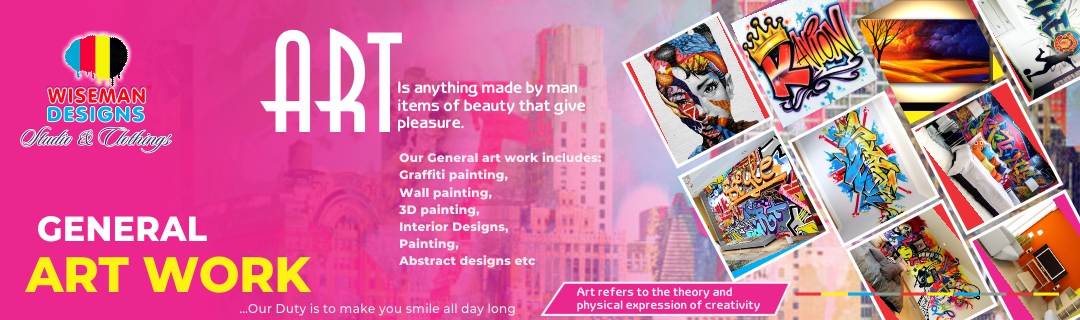 WISEMAN
DESIGNS
Studio & Clothings
ART
Is anything made by man
items of beauty that give
pleasure.
Our General art work includes:
Graffiti painting,
Wall painting,
3D painting,
Interior Designs,
Painting,
Abstract designs etc
GENERAL
ART WORK
...Our Duty is to make you smile all day long
Art refers to the theory and
physical expression of creativity